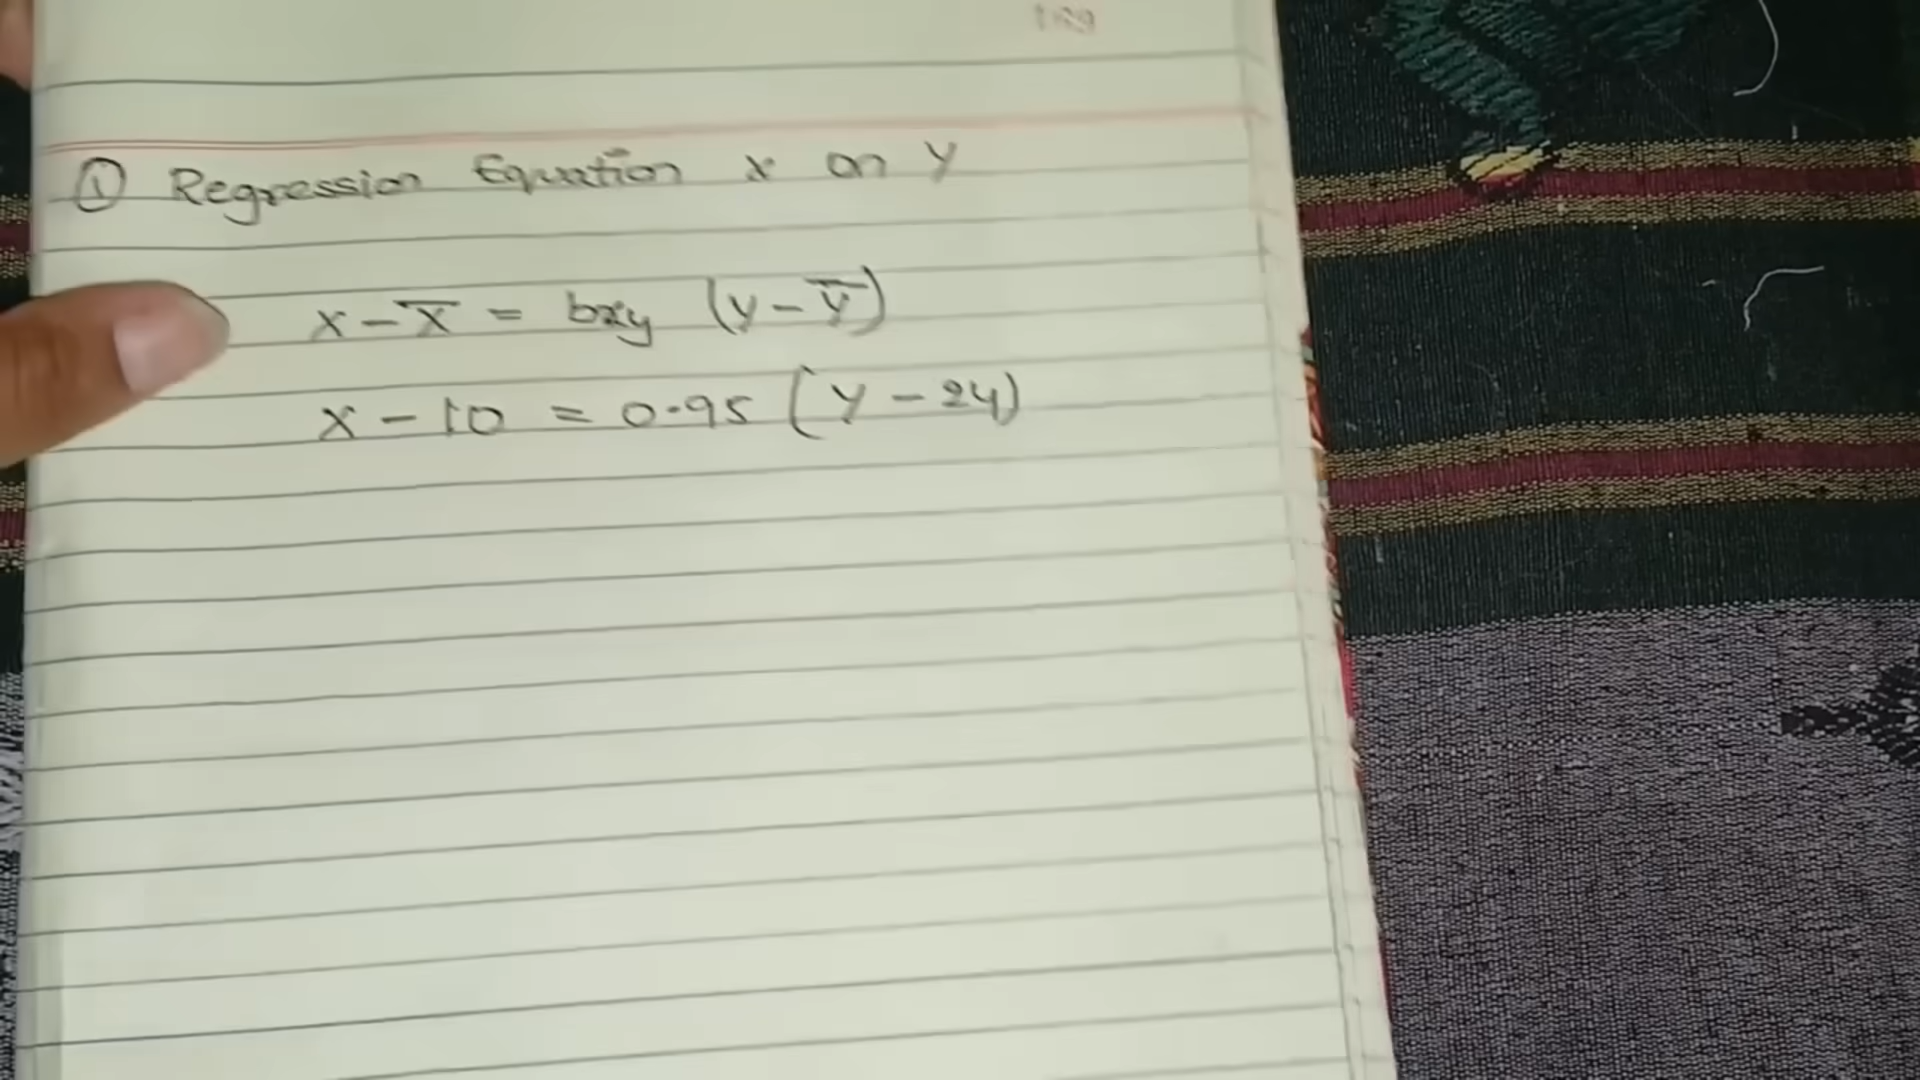 ① Regression Equation x on y
x - x̅ = bxy (y - y̅)
x - 10 = 0.95 (y - 24)